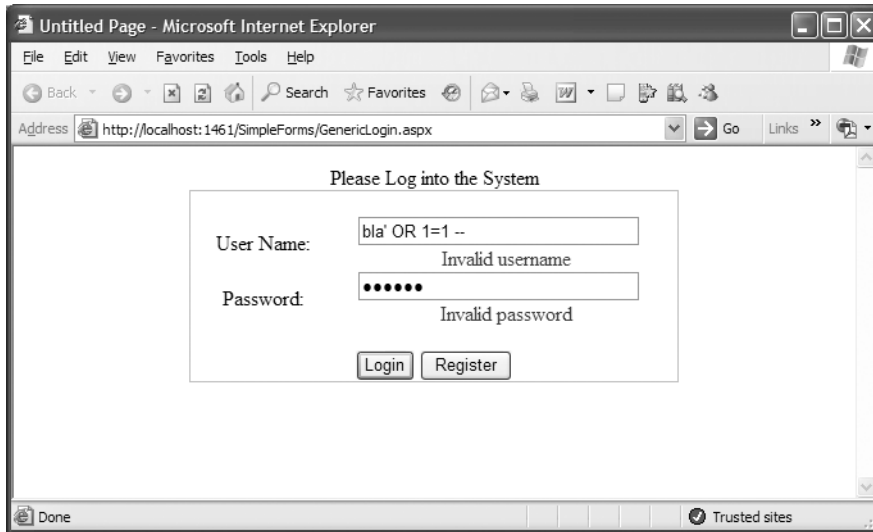 Untitled Page - Microsoft Internet Explorer
File Edit View Favorites Tools Help
Back Search Favorites
Address http://localhost:1461/SimpleForms/GenericLogin.aspx Go Links »
Please Log into the System
User Name: bla' OR 1=1 --
Invalid username
Password: ••••••
Invalid password
Login Register
Done Trusted sites